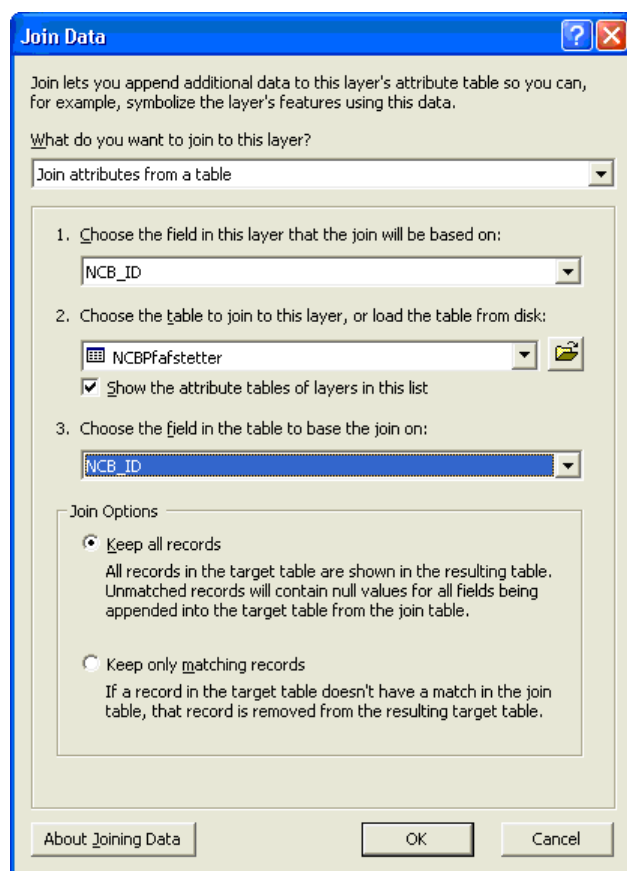 Join Data
Join lets you append additional data to this layer's attribute table so you can,
for example, symbolize the layer's features using this data.
What do you want to join to this layer?
Join attributes from a table
1. Choose the field in this layer that the join will be based on:
NCB_ID
2. Choose the table to join to this layer, or load the table from disk:
NCBPfafstetter
Show the attribute tables of layers in this list
3. Choose the field in the table to base the join on:
NCB_ID
Join Options
Keep all records
All records in the target table are shown in the resulting table.
Unmatched records will contain null values for all fields being
appended into the target table from the join table.
Keep only matching records
If a record in the target table doesn't have a match in the join
table, that record is removed from the resulting target table.
About Joining Data OK Cancel